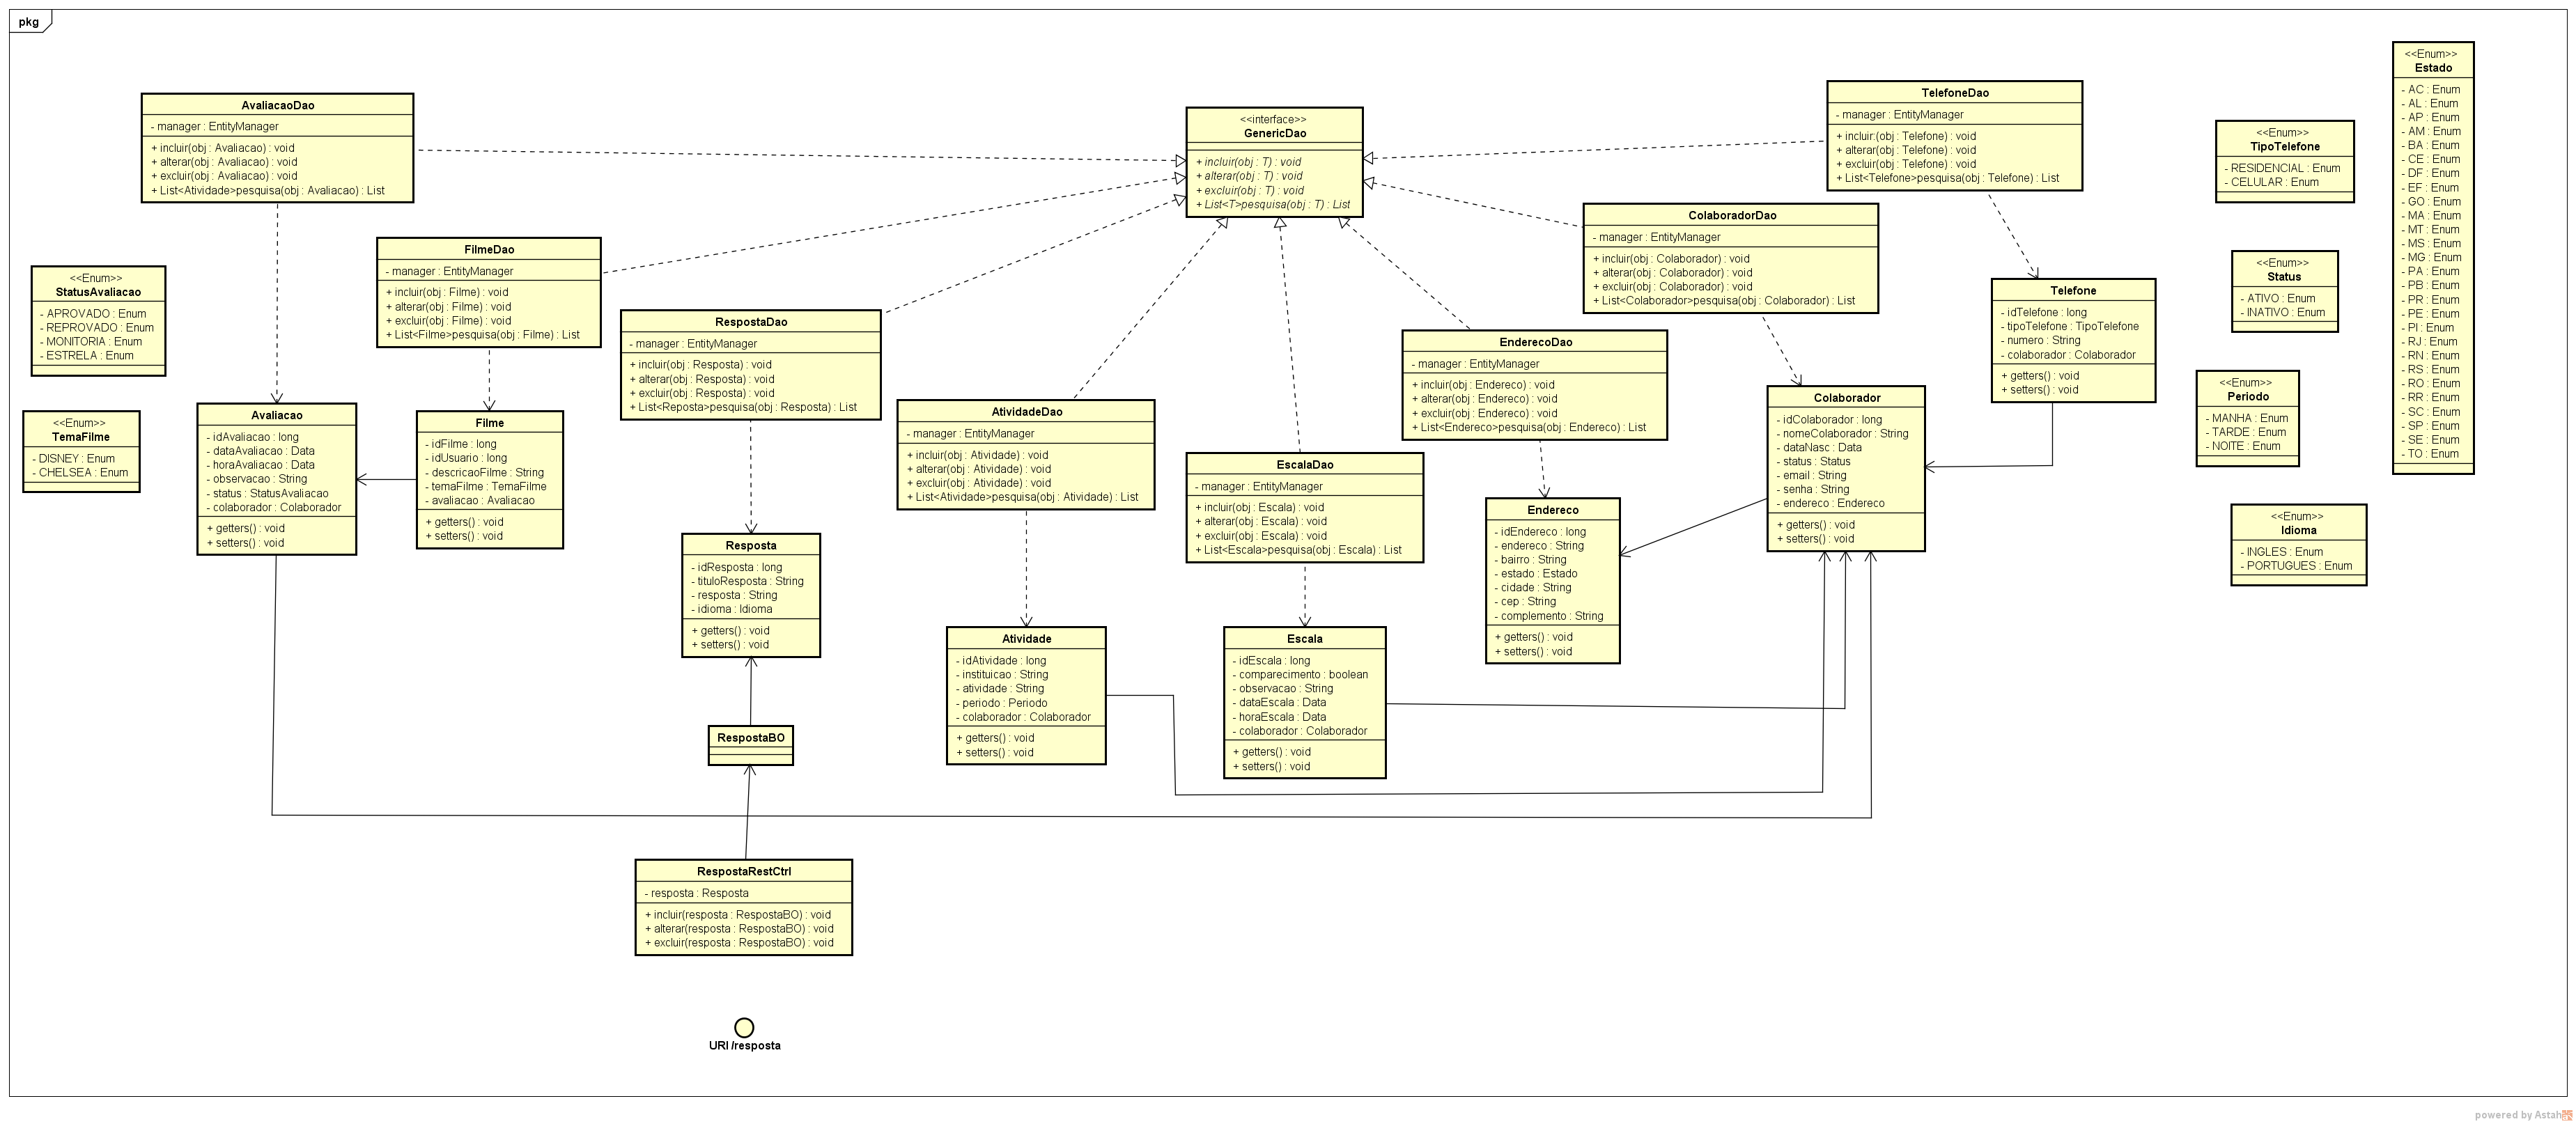 pkg
AvaliacaoDao
- manager : EntityManager
+ incluir(obj : Avaliacao) : void
+ alterar(obj : Avaliacao) : void
+ excluir(obj : Avaliacao) : void
+ List<Atividade>pesquisa(obj : Avaliacao) : List
<<interface>>
GenericDao
+ incluir(obj : T) : void
+ alterar(obj : T) : void
+ excluir(obj : T) : void
+ List<T>pesquisa(obj : T) : List
TelefoneDao
- manager : EntityManager
+ incluir:(obj : Telefone) : void
+ alterar(obj : Telefone) : void
+ excluir(obj : Telefone) : void
+ List<Telefone>pesquisa(obj : Telefone) : List
<<Enum>>
TipoTelefone
- RESIDENCIAL : Enum
- CELULAR : Enum
<<Enum>>
Estado
- AC : Enum
- AL : Enum
- AP : Enum
- AM : Enum
- BA : Enum
- CE : Enum
- DF : Enum
- EF : Enum
- GO : Enum
- MA : Enum
- MT : Enum
- MS : Enum
- MG : Enum
- PA : Enum
- PB : Enum
- PR : Enum
- PE : Enum
- PI : Enum
- RJ : Enum
- RN : Enum
- RS : Enum
- RO : Enum
- RR : Enum
- SC : Enum
- SP : Enum
- SE : Enum
- TO : Enum
<<Enum>>
StatusAvaliacao
- APROVADO : Enum
- REPROVADO : Enum
- MONITORIA : Enum
- ESTRELA : Enum
FilmeDao
- manager : EntityManager
+ incluir(obj : Filme) : void
+ alterar(obj : Filme) : void
+ excluir(obj : Filme) : void
+ List<Filme>pesquisa(obj : Filme) : List
RespostaDao
- manager : EntityManager
+ incluir(obj : Resposta) : void
+ alterar(obj : Resposta) : void
+ excluir(obj : Resposta) : void
+ List<Reposta>pesquisa(obj : Resposta) : List
ColaboradorDao
- manager : EntityManager
+ incluir(obj : Colaborador) : void
+ alterar(obj : Colaborador) : void
+ excluir(obj : Colaborador) : void
+ List<Colaborador>pesquisa(obj : Colaborador) : List
<<Enum>>
Status
- ATIVO : Enum
- INATIVO : Enum
Telefone
- idTelefone : long
- tipoTelefone : TipoTelefone
- numero : String
- colaborador : Colaborador
+ getters() : void
+ setters() : void
EnderecoDao
- manager : EntityManager
+ incluir(obj : Endereco) : void
+ alterar(obj : Endereco) : void
+ excluir(obj : Endereco) : void
+ List<Endereco>pesquisa(obj : Endereco) : List
<<Enum>>
Periodo
- MANHA : Enum
- TARDE : Enum
- NOITE : Enum
<<Enum>>
TemaFilme
- DISNEY : Enum
- CHELSEA : Enum
Avaliacao
- idAvaliacao : long
- dataAvaliacao : Data
- horaAvaliacao : Data
- observacao : String
- status : StatusAvaliacao
- colaborador : Colaborador
+ getters() : void
+ setters() : void
Filme
- idFilme : long
- idUsuario : long
- descricaoFilme : String
- temaFilme : TemaFilme
- avaliacao : Avaliacao
+ getters() : void
+ setters() : void
AtividadeDao
- manager : EntityManager
+ incluir(obj : Atividade) : void
+ alterar(obj : Atividade) : void
+ excluir(obj : Atividade) : void
+ List<Atividade>pesquisa(obj : Atividade) : List
EscalaDao
- manager : EntityManager
+ incluir(obj : Escala) : void
+ alterar(obj : Escala) : void
+ excluir(obj : Escala) : void
+ List<Escala>pesquisa(obj : Escala) : List
Colaborador
- idColaborador : long
- nomeColaborador : String
- dataNasc : Data
- status : Status
- email : String
- senha : String
- endereco : Endereco
+ getters() : void
+ setters() : void
Endereco
- idEndereco : long
- endereco : String
- bairro : String
- estado : Estado
- cidade : String
- cep : String
- complemento : String
+ getters() : void
+ setters() : void
<<Enum>>
Idioma
- INGLES : Enum
- PORTUGUES : Enum
Resposta
- idResposta : long
- tituloResposta : String
- resposta : String
- idioma : Idioma
+ getters() : void
+ setters() : void
Atividade
- idAtividade : long
- instituicao : String
- atividade : String
- periodo : Periodo
- colaborador : Colaborador
+ getters() : void
+ setters() : void
Escala
- idEscala : long
- comparecimento : boolean
- observacao : String
- dataEscala : Data
- horaEscala : Data
- colaborador : Colaborador
+ getters() : void
+ setters() : void
RespostaBO
RespostaRestCtrl
- resposta : Resposta
+ incluir(resposta : RespostaBO) : void
+ alterar(resposta : RespostaBO) : void
+ excluir(resposta : RespostaBO) : void
URI /resposta
powered by Astah